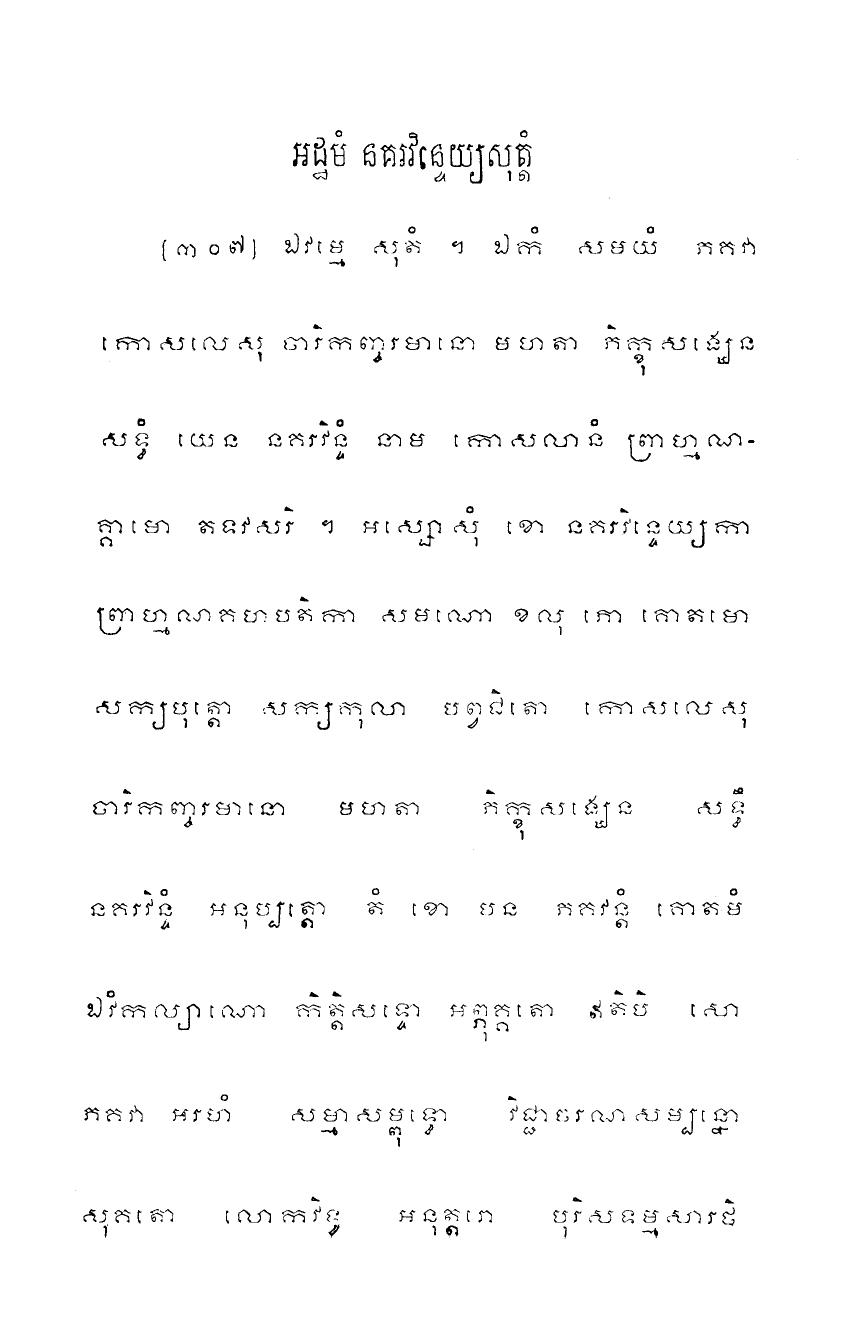 អដ្ឋមំ នគរវិន្ទេយ្យសុត្តំ
[៣០៧] ឯវម្មេ សុតំ ។ ឯកំ សមយំ ភគវា
កោសលេសុ ចារិកញ្ចរមានោ មហតា ភិក្ខុសង្ឃេន
សទ្ធឹ យេន នគរវិន្ទំ នាម កោសលានំ ព្រាហ្មណ-
គ្គាមោ តទវសរិ ។ អស្សោសុំ ខោ នគរវិន្ទេយ្យកា
ព្រាហ្មណគហបតិកា សមណោ ខលុ ភោ គោតមោ
សក្យបុត្តោ សក្យកុលា បព្វជិតោ កោសលេសុ
ចារិកញ្ចរមានោ មហតា ភិក្ខុសង្ឃេន សទ្ធឹ
នគរវិន្ទំ អនុប្បត្តោ តំ ខោ បន ភគវន្តំ គោតមំ
ឯវំកល្យាណោ កិត្តិសទ្ទោ អព្ភុគ្គតោ ឥតិបិ សោ
ភគវា អរហំ សម្មាសម្ពុទ្ធោ វិជ្ជាចរណសម្បន្នោ
សុគតោ លោកវិទូ អនុត្តរោ បុរិសទម្មសារថិ